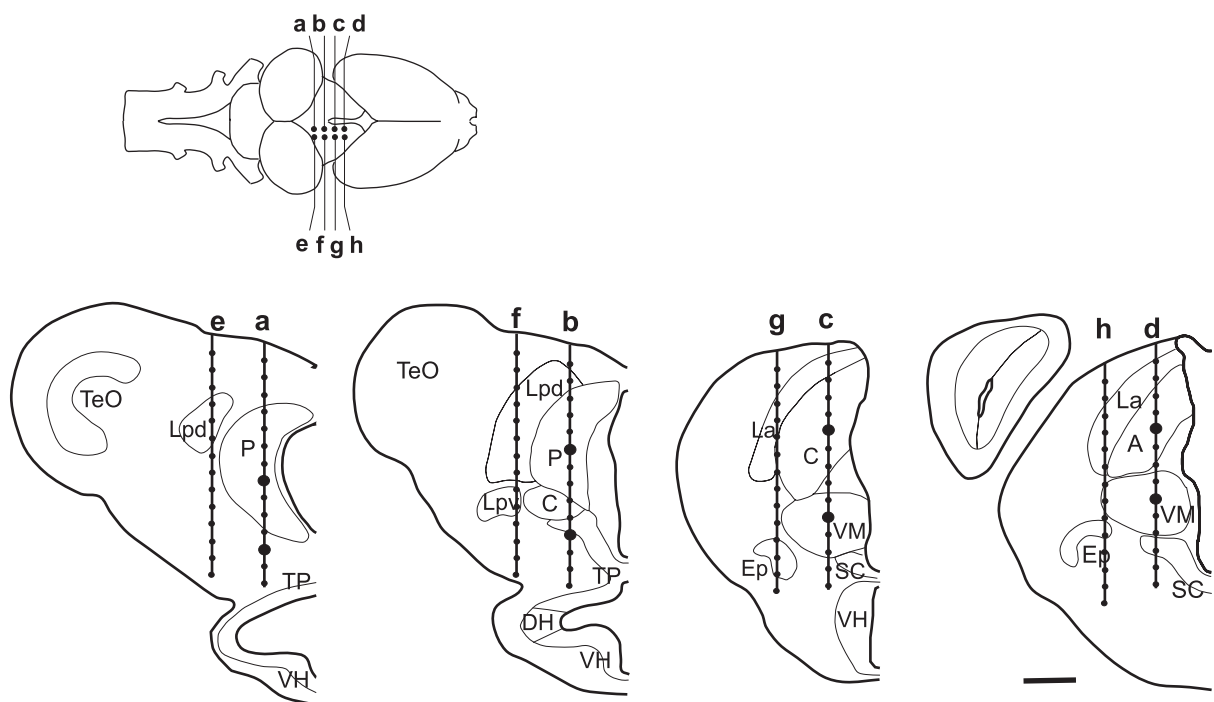 a b c d
e f g h
e a
TeO
Lpd
P
TP
VH
f b
TeO
Lpd
P
Lpv
C
TP
DH
VH
g c
La
C
VM
Ep
SC
VH
h d
La
A
VM
Ep
SC